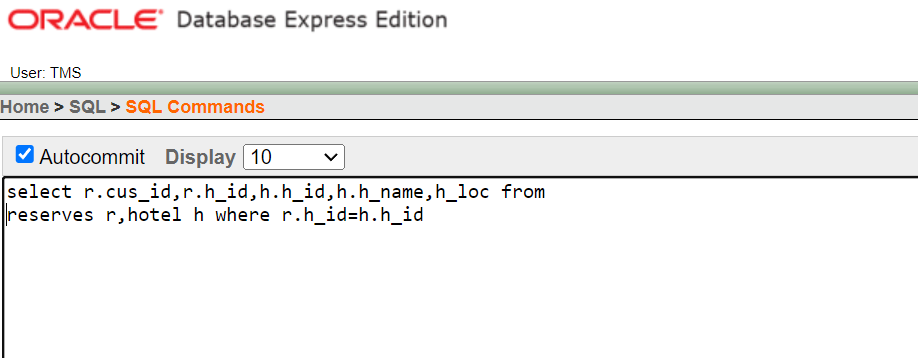 ORACLE® Database Express Edition
User: TMS
Home > SQL > SQL Commands
Autocommit Display 10
select r.cus_id,r.h_id,h.h_id,h.h_name,h_loc from
reserves r,hotel h where r.h_id=h.h_id